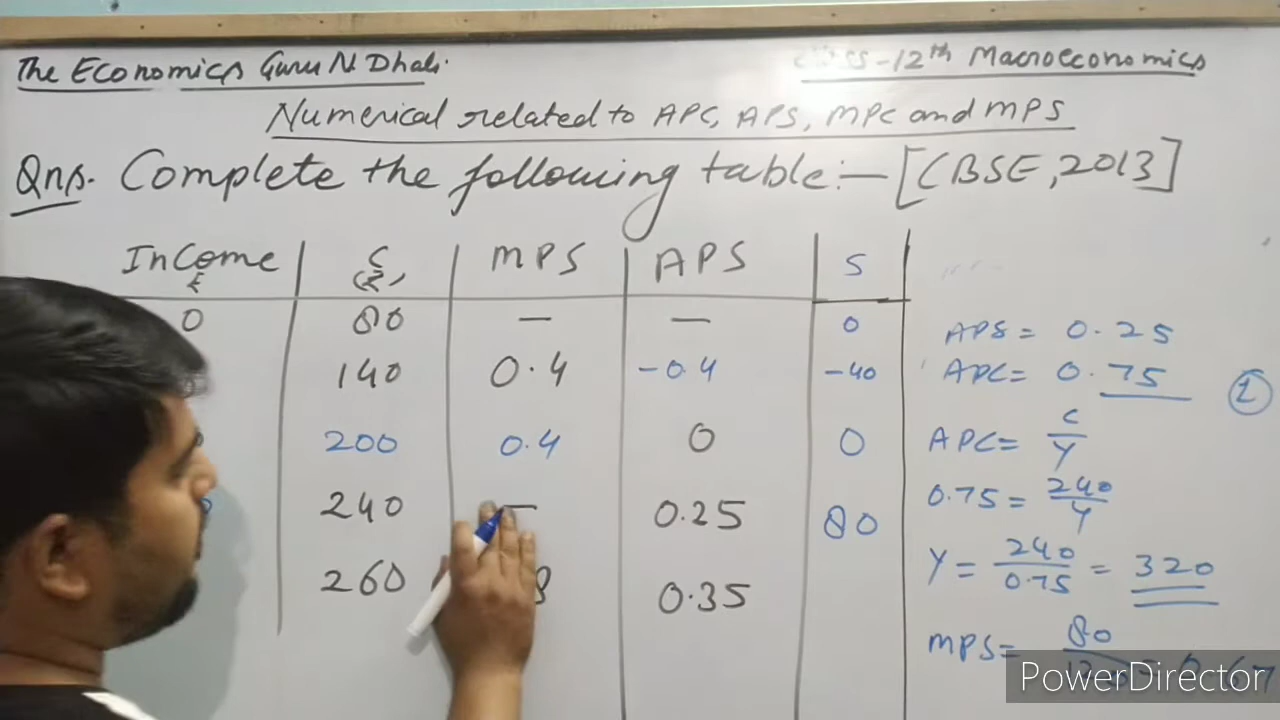 The Economics Guru N Dhali.
-12th Macroeconomics
Numerical related to APC, APS, MPC and MPS
Qns. Complete the following table:- [CBSE, 2013]
Income ₹ C (₹) MPS APS S
0 80 — — 0
140 0.4 -0.4 -40
200 0.4 0 0
240 — 0.25 80
260 8 0.35
APS = 0.25
APC = 0.75
1
APC = C/Y
0.75 = 240/Y
Y = 240/0.75 = 320
MPS = 80/
PowerDirector